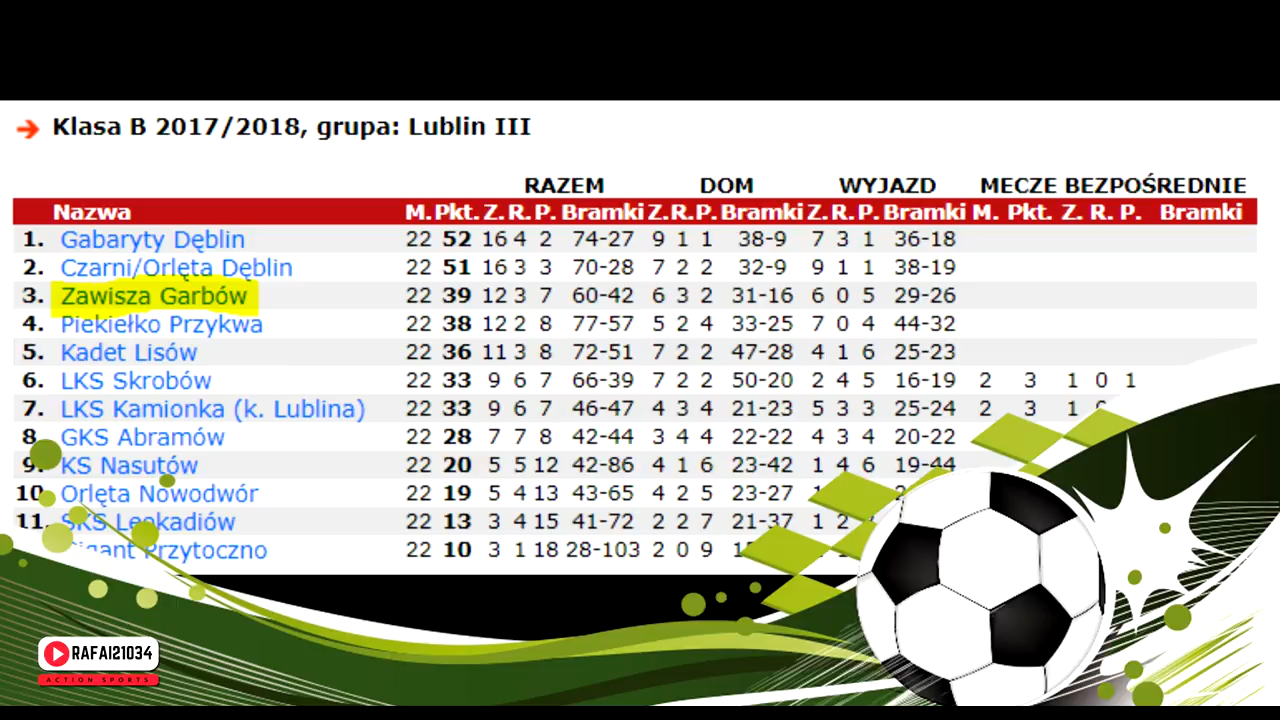 Klasa B 2017/2018, grupa: Lublin III
RAZEM DOM WYJAZD MECZE BEZPOŚREDNIE
Nazwa M. Pkt. Z. R. P. Bramki Z. R. P. Bramki Z. R. P. Bramki M. Pkt. Z. R. P. Bramki
1. Gabaryty Dęblin 22 52 16 4 2 74-27 9 1 1 38-9 7 3 1 36-18
2. Czarni/Orlęta Dęblin 22 51 16 3 3 70-28 7 2 2 32-9 9 1 1 38-19
3. Zawisza Garbów 22 39 12 3 7 60-42 6 3 2 31-16 6 0 5 29-26
4. Piekiełko Przykwa 22 38 12 2 8 77-57 5 2 4 33-25 7 0 4 44-32
5. Kadet Lisów 22 36 11 3 8 72-51 7 2 2 47-28 4 1 6 25-23
6. LKS Skrobów 22 33 9 6 7 66-39 7 2 2 50-20 2 4 5 16-19 2 3 1 0 1
7. LKS Kamionka (k. Lublina) 22 33 9 6 7 46-47 4 3 4 21-23 5 3 3 25-24 2 3 1
8. GKS Abramów 22 28 7 7 8 42-44 3 4 4 22-22 4 3 4 20-22
9. KS Nasutów 22 20 5 5 12 42-86 4 1 6 23-42 1 4 6 19-44
10. Orlęta Nowodwór 22 19 5 4 13 43-65 4 2 5 23-27
11. SKS Leokadiów 22 13 3 4 15 41-72 2 2 7 21-37 1 2
Gigant Przytoczno 22 10 3 1 18 28-103 2 0 9
RAFAI21034
ACTION SPORTS